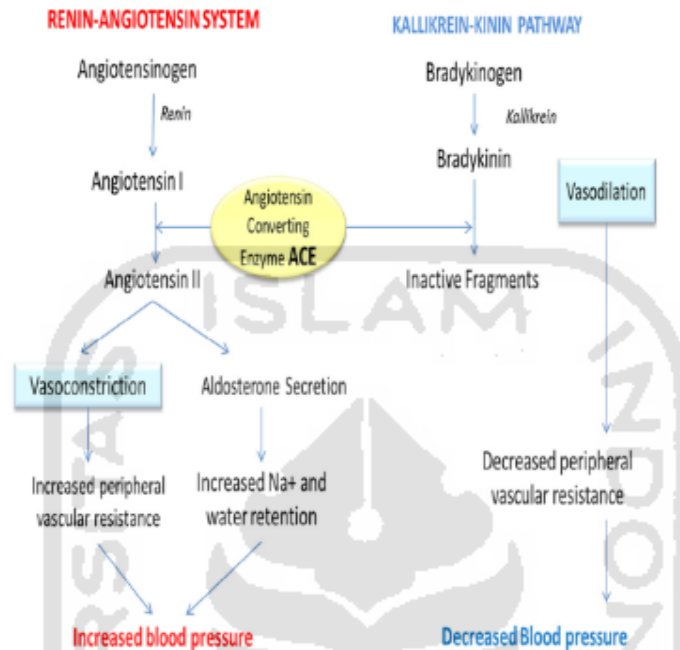 RENIN-ANGIOTENSIN SYSTEM
KALLIKREIN-KININ PATHWAY
Angiotensinogen
Bradykinogen
Renin
Kallikrein
Angiotensin I
Bradykinin
Vasodilation
Angiotensin
Converting
Enzyme ACE
Angiotensin II
Inactive Fragments
ISLAM
Vasoconstriction
Aldosterone Secretion
Increased peripheral
vascular resistance
Increased Na+ and
water retention
Decreased peripheral
vascular resistance
Increased blood pressure
Decreased Blood pressure